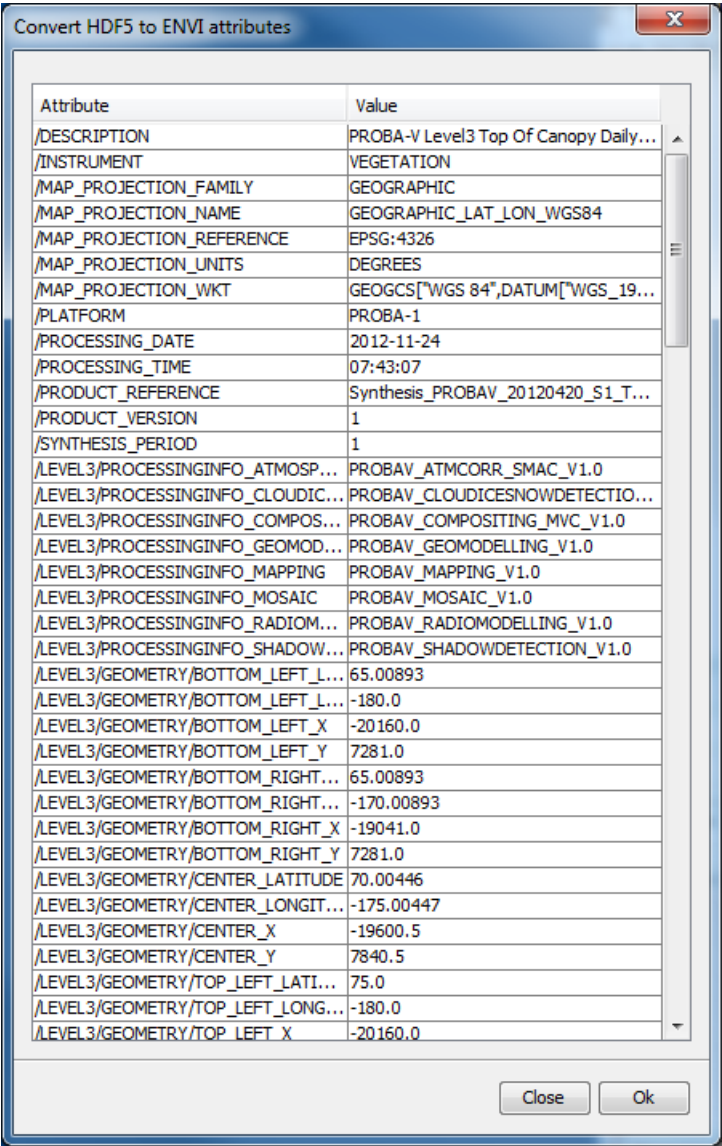 Convert HDF5 to ENVI attributes
Attribute Value
/DESCRIPTION PROBA-V Level3 Top Of Canopy Daily...
/INSTRUMENT VEGETATION
/MAP_PROJECTION_FAMILY GEOGRAPHIC
/MAP_PROJECTION_NAME GEOGRAPHIC_LAT_LON_WGS84
/MAP_PROJECTION_REFERENCE EPSG:4326
/MAP_PROJECTION_UNITS DEGREES
/MAP_PROJECTION_WKT GEOGCS["WGS 84",DATUM["WGS_19...
/PLATFORM PROBA-1
/PROCESSING_DATE 2012-11-24
/PROCESSING_TIME 07:43:07
/PRODUCT_REFERENCE Synthesis_PROBAV_20120420_S1_T...
/PRODUCT_VERSION 1
/SYNTHESIS_PERIOD 1
/LEVEL3/PROCESSINGINFO_ATMOSP... PROBAV_ATMCORR_SMAC_V1.0
/LEVEL3/PROCESSINGINFO_CLOUDIC... PROBAV_CLOUDICESNOWDETECTIO...
/LEVEL3/PROCESSINGINFO_COMPOS... PROBAV_COMPOSITING_MVC_V1.0
/LEVEL3/PROCESSINGINFO_GEOMOD... PROBAV_GEOMODELLING_V1.0
/LEVEL3/PROCESSINGINFO_MAPPING PROBAV_MAPPING_V1.0
/LEVEL3/PROCESSINGINFO_MOSAIC PROBAV_MOSAIC_V1.0
/LEVEL3/PROCESSINGINFO_RADIOM... PROBAV_RADIOMODELLING_V1.0
/LEVEL3/PROCESSINGINFO_SHADOW... PROBAV_SHADOWDETECTION_V1.0
/LEVEL3/GEOMETRY/BOTTOM_LEFT_L... 65.00893
/LEVEL3/GEOMETRY/BOTTOM_LEFT_L... -180.0
/LEVEL3/GEOMETRY/BOTTOM_LEFT_X -20160.0
/LEVEL3/GEOMETRY/BOTTOM_LEFT_Y 7281.0
/LEVEL3/GEOMETRY/BOTTOM_RIGHT... 65.00893
/LEVEL3/GEOMETRY/BOTTOM_RIGHT... -170.00893
/LEVEL3/GEOMETRY/BOTTOM_RIGHT_X -19041.0
/LEVEL3/GEOMETRY/BOTTOM_RIGHT_Y 7281.0
/LEVEL3/GEOMETRY/CENTER_LATITUDE 70.00446
/LEVEL3/GEOMETRY/CENTER_LONGIT... -175.00447
/LEVEL3/GEOMETRY/CENTER_X -19600.5
/LEVEL3/GEOMETRY/CENTER_Y 7840.5
/LEVEL3/GEOMETRY/TOP_LEFT_LATI... 75.0
/LEVEL3/GEOMETRY/TOP_LEFT_LONG... -180.0
/LEVEL3/GEOMETRY/TOP_LEFT_X -20160.0
Close Ok